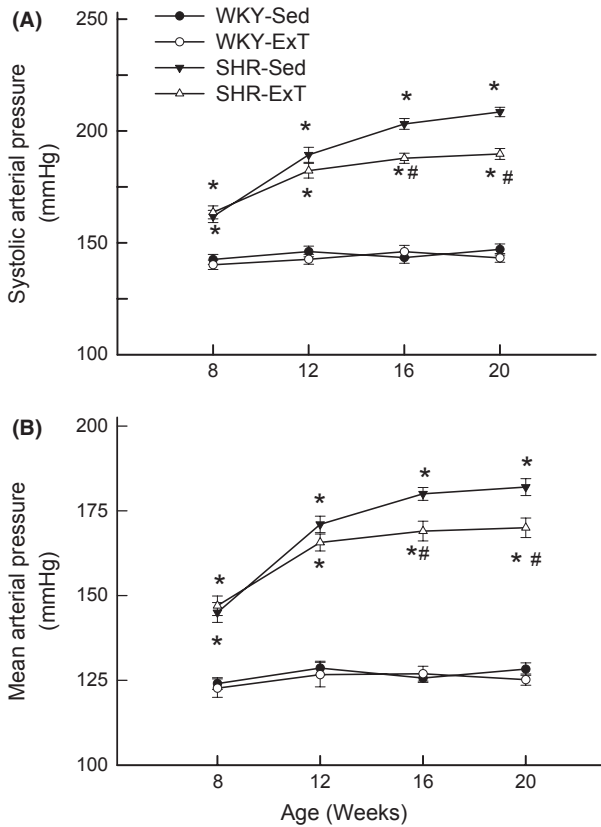 (A)
WKY-Sed
WKY-ExT
SHR-Sed
SHR-ExT
Systolic arterial pressure
(mmHg)
250
200
150
100
* * * *
* * *# * #
8 12 16 20
(B)
Mean arterial pressure
(mmHg)
200
175
150
125
100
* * * *
* * *# * #
8 12 16 20
Age (Weeks)